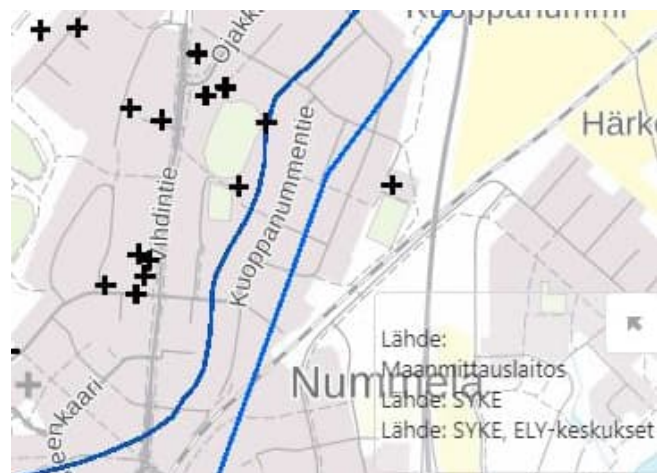 Kuoppanummi
Ojakk
Härk
Vihdintie
Kuoppanummentie
Lähde:
Maanmittauslaitos
Nummela
Lähde: SYKE
Lähde: SYKE, ELY-keskukset
eenkaari